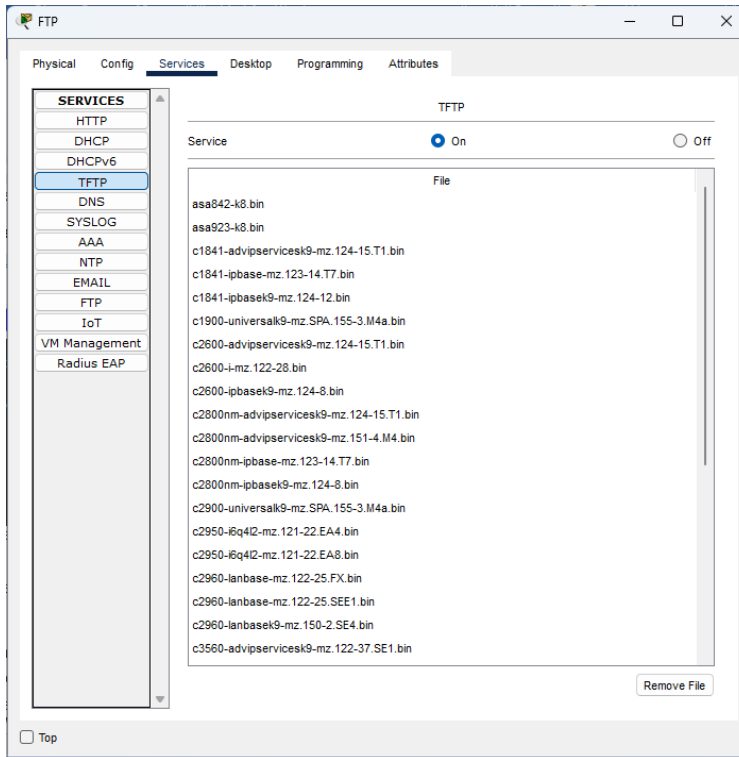 FTP
Physical Config Services Desktop Programming Attributes
SERVICES
HTTP
DHCP
DHCPv6
TFTP
DNS
SYSLOG
AAA
NTP
EMAIL
FTP
IoT
VM Management
Radius EAP
TFTP
Service On Off
File
asa842-k8.bin
asa923-k8.bin
c1841-advipservicesk9-mz.124-15.T1.bin
c1841-ipbase-mz.123-14.T7.bin
c1841-ipbasek9-mz.124-12.bin
c1900-universalk9-mz.SPA.155-3.M4a.bin
c2600-advipservicesk9-mz.124-15.T1.bin
c2600-i-mz.122-28.bin
c2600-ipbasek9-mz.124-8.bin
c2800nm-advipservicesk9-mz.124-15.T1.bin
c2800nm-advipservicesk9-mz.151-4.M4.bin
c2800nm-ipbase-mz.123-14.T7.bin
c2800nm-ipbasek9-mz.124-8.bin
c2900-universalk9-mz.SPA.155-3.M4a.bin
c2950-i6q4l2-mz.121-22.EA4.bin
c2950-i6q4l2-mz.121-22.EA8.bin
c2960-lanbase-mz.122-25.FX.bin
c2960-lanbase-mz.122-25.SEE1.bin
c2960-lanbasek9-mz.150-2.SE4.bin
c3560-advipservicesk9-mz.122-37.SE1.bin
Remove File
Top